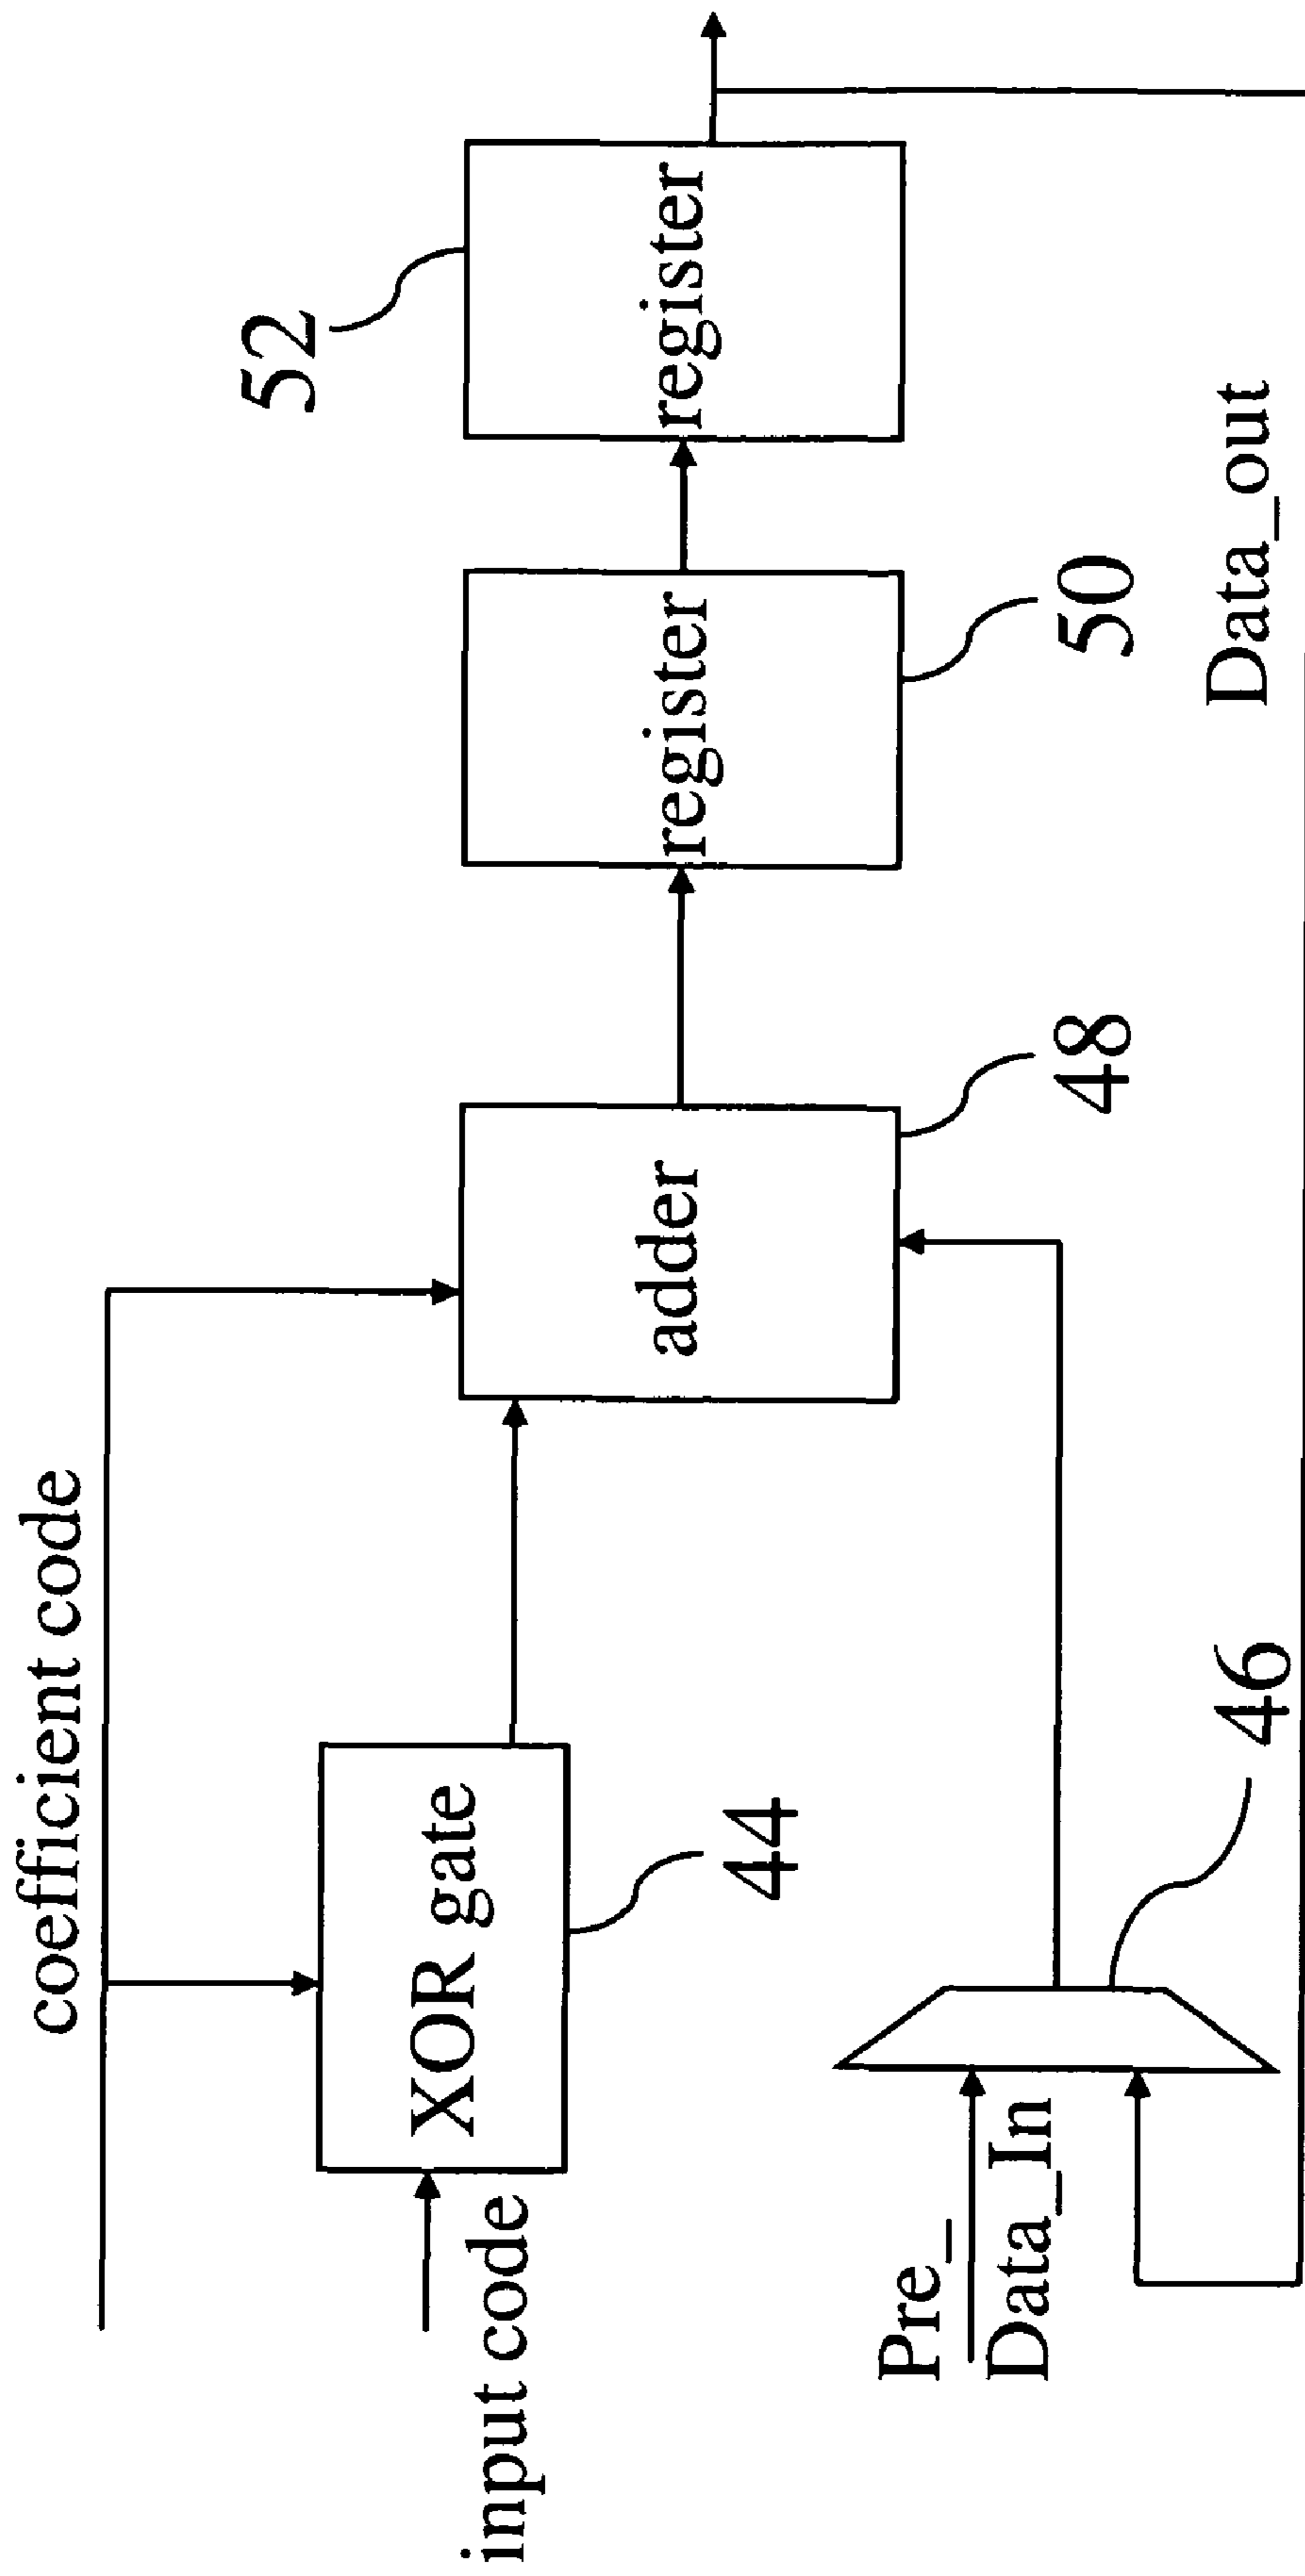 coefficient code
input code
XOR gate
44
Pre_
Data_In
46
adder
48
register
50
register
52
Data_out